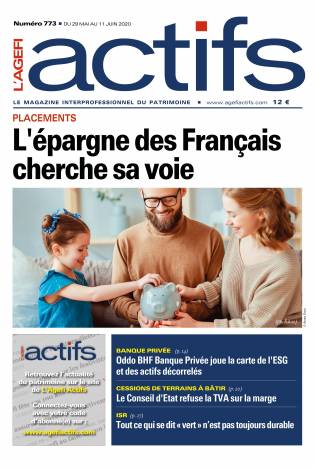 Numéro 773 ■ DU 29 MAI AU 11 JUIN 2020
L'AGEFI
actifs
LE MAGAZINE INTERPROFESSIONNEL DU PATRIMOINE ■ www.agefiactifs.com 12 €
PLACEMENTS
L'épargne des Français
cherche sa voie
actifs
Retrouvez l'actualité
du patrimoine sur le site
de L'Agefi Actifs
Connectez-vous
avec votre code
d'abonné(e) sur :
www.agefiactifs.com
BANQUE PRIVÉE (p.14)
Oddo BHF Banque Privée joue la carte de l'ESG
et des actifs décorrelés
CESSIONS DE TERRAINS À BÂTIR (p.20)
Le Conseil d'Etat refuse la TVA sur la marge
ISR
Tout ce qui se dit « vert » n'est pas toujours durable